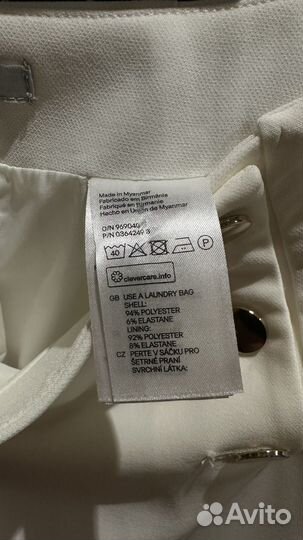 Made in Myanmar
Fabricado em Birmânia
Fabriqué en Birmanie
Hecho en Unión de Myanmar
O/N 969040
P/N 0364249 3
40
P
clevercare.info
GB USE A LAUNDRY BAG
SHELL:
94% POLYESTER
6% ELASTANE
LINING:
92% POLYESTER
8% ELASTANE
CZ PERTE V SÁČKU PRO
ŠETRNÉ PRANÍ
SVRCHNÍ LÁTKA:
Avito